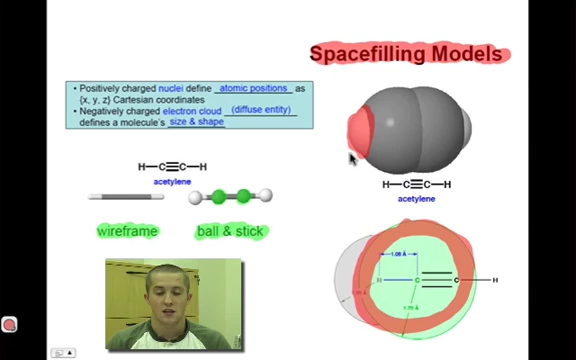 Spacefilling Models
• Positively charged nuclei define atomic positions as
{x, y, z} Cartesian coordinates
• Negatively charged electron cloud (diffuse entity)
defines a molecule's size & shape
H—C≡C—H
acetylene
wireframe
ball & stick
H—C≡C—H
acetylene
1.06 Å
H C C H